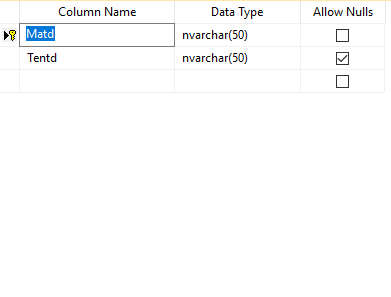 Column Name Data Type Allow Nulls
Matd nvarchar(50)
Tentd nvarchar(50)